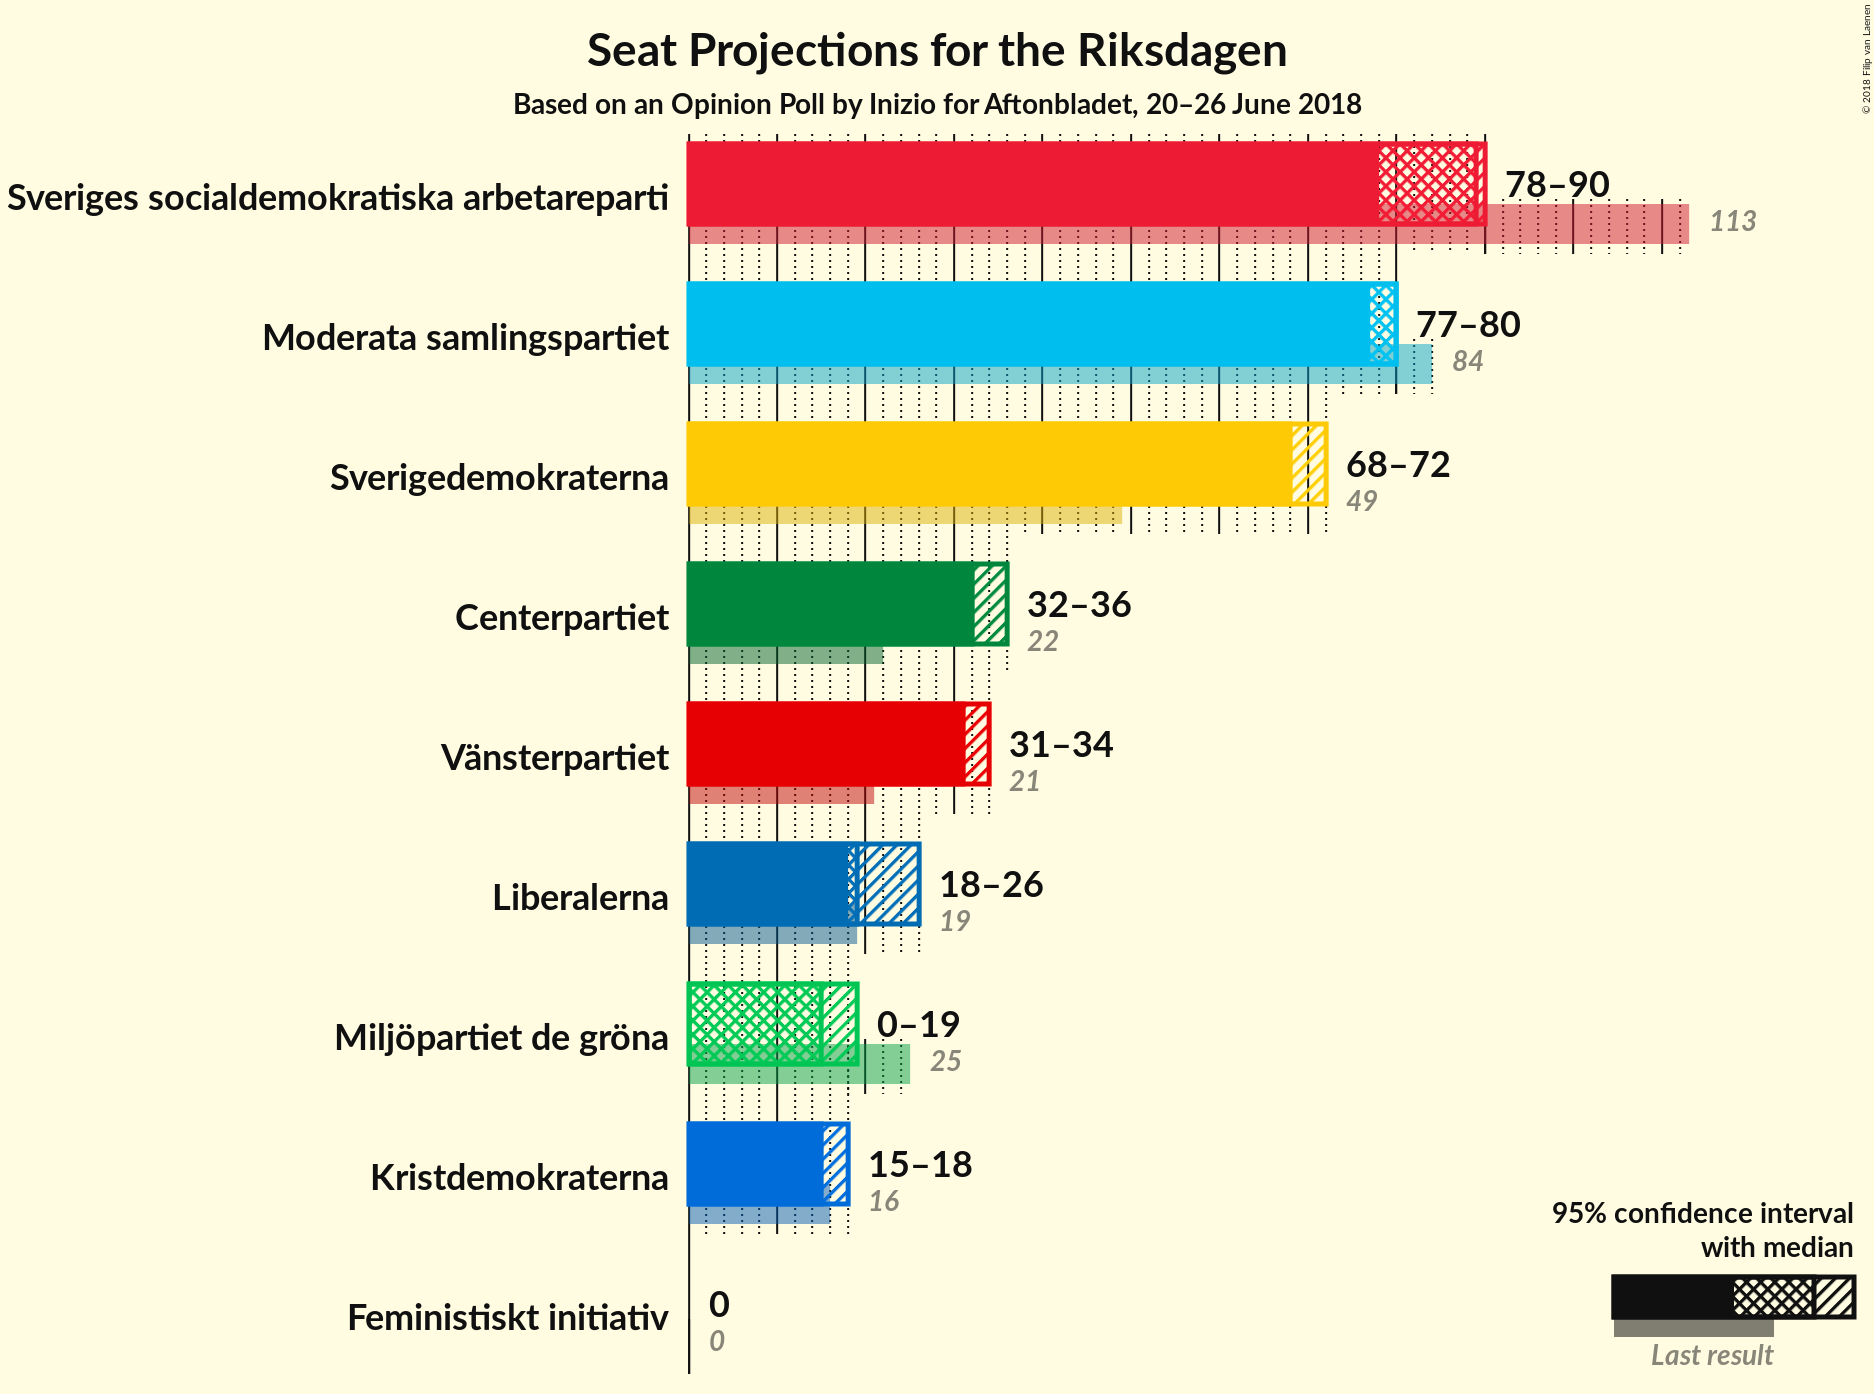 Seat Projections for the Riksdagen
Based on an Opinion Poll by Inizio for Aftonbladet, 20–26 June 2018
© 2018 Filip van Laenen
Sveriges socialdemokratiska arbetareparti
78–90
113
Moderata samlingspartiet
77–80
84
Sverigedemokraterna
68–72
49
Centerpartiet
32–36
22
Vänsterpartiet
31–34
21
Liberalerna
18–26
19
Miljöpartiet de gröna
0–19
25
Kristdemokraterna
15–18
16
Feministiskt initiativ
0
0
95% confidence interval
with median
Last result